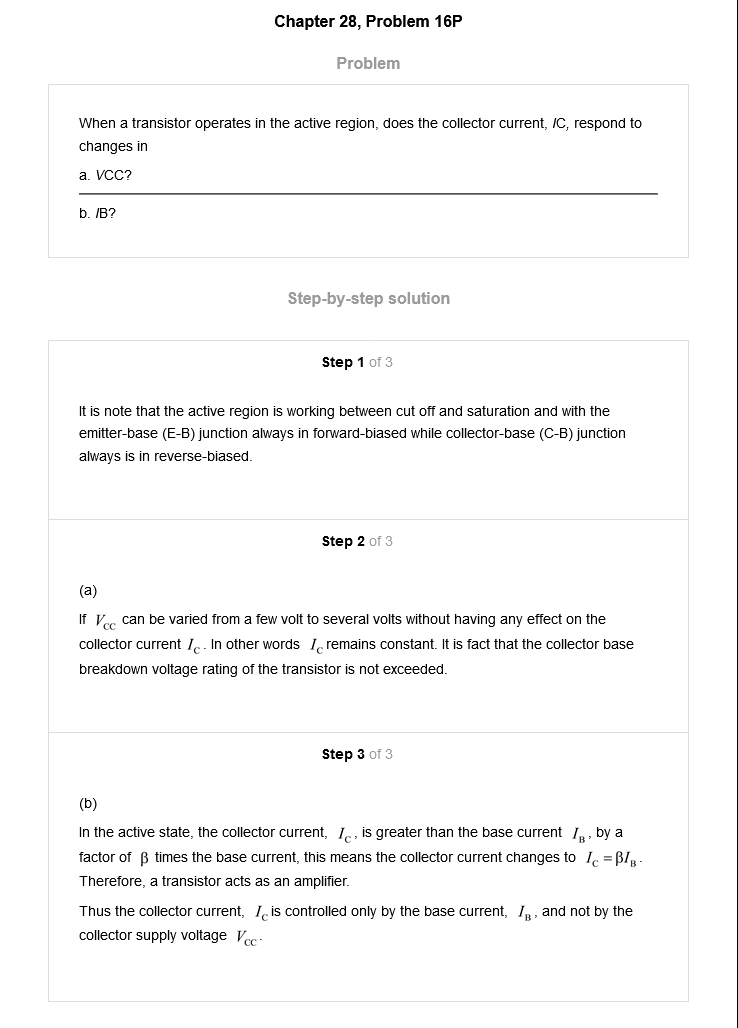 Chapter 28, Problem 16P
Problem
When a transistor operates in the active region, does the collector current, IC, respond to
changes in
a. VCC?
b. IB?
Step-by-step solution
Step 1 of 3
It is note that the active region is working between cut off and saturation and with the
emitter-base (E-B) junction always in forward-biased while collector-base (C-B) junction
always is in reverse-biased.
Step 2 of 3
(a)
If V_CC can be varied from a few volt to several volts without having any effect on the
collector current I_C. In other words I_C remains constant. It is fact that the collector base
breakdown voltage rating of the transistor is not exceeded.
Step 3 of 3
(b)
In the active state, the collector current, I_C, is greater than the base current I_B, by a
factor of β times the base current, this means the collector current changes to I_C = βI_B.
Therefore, a transistor acts as an amplifier.
Thus the collector current, I_C is controlled only by the base current, I_B, and not by the
collector supply voltage V_CC.